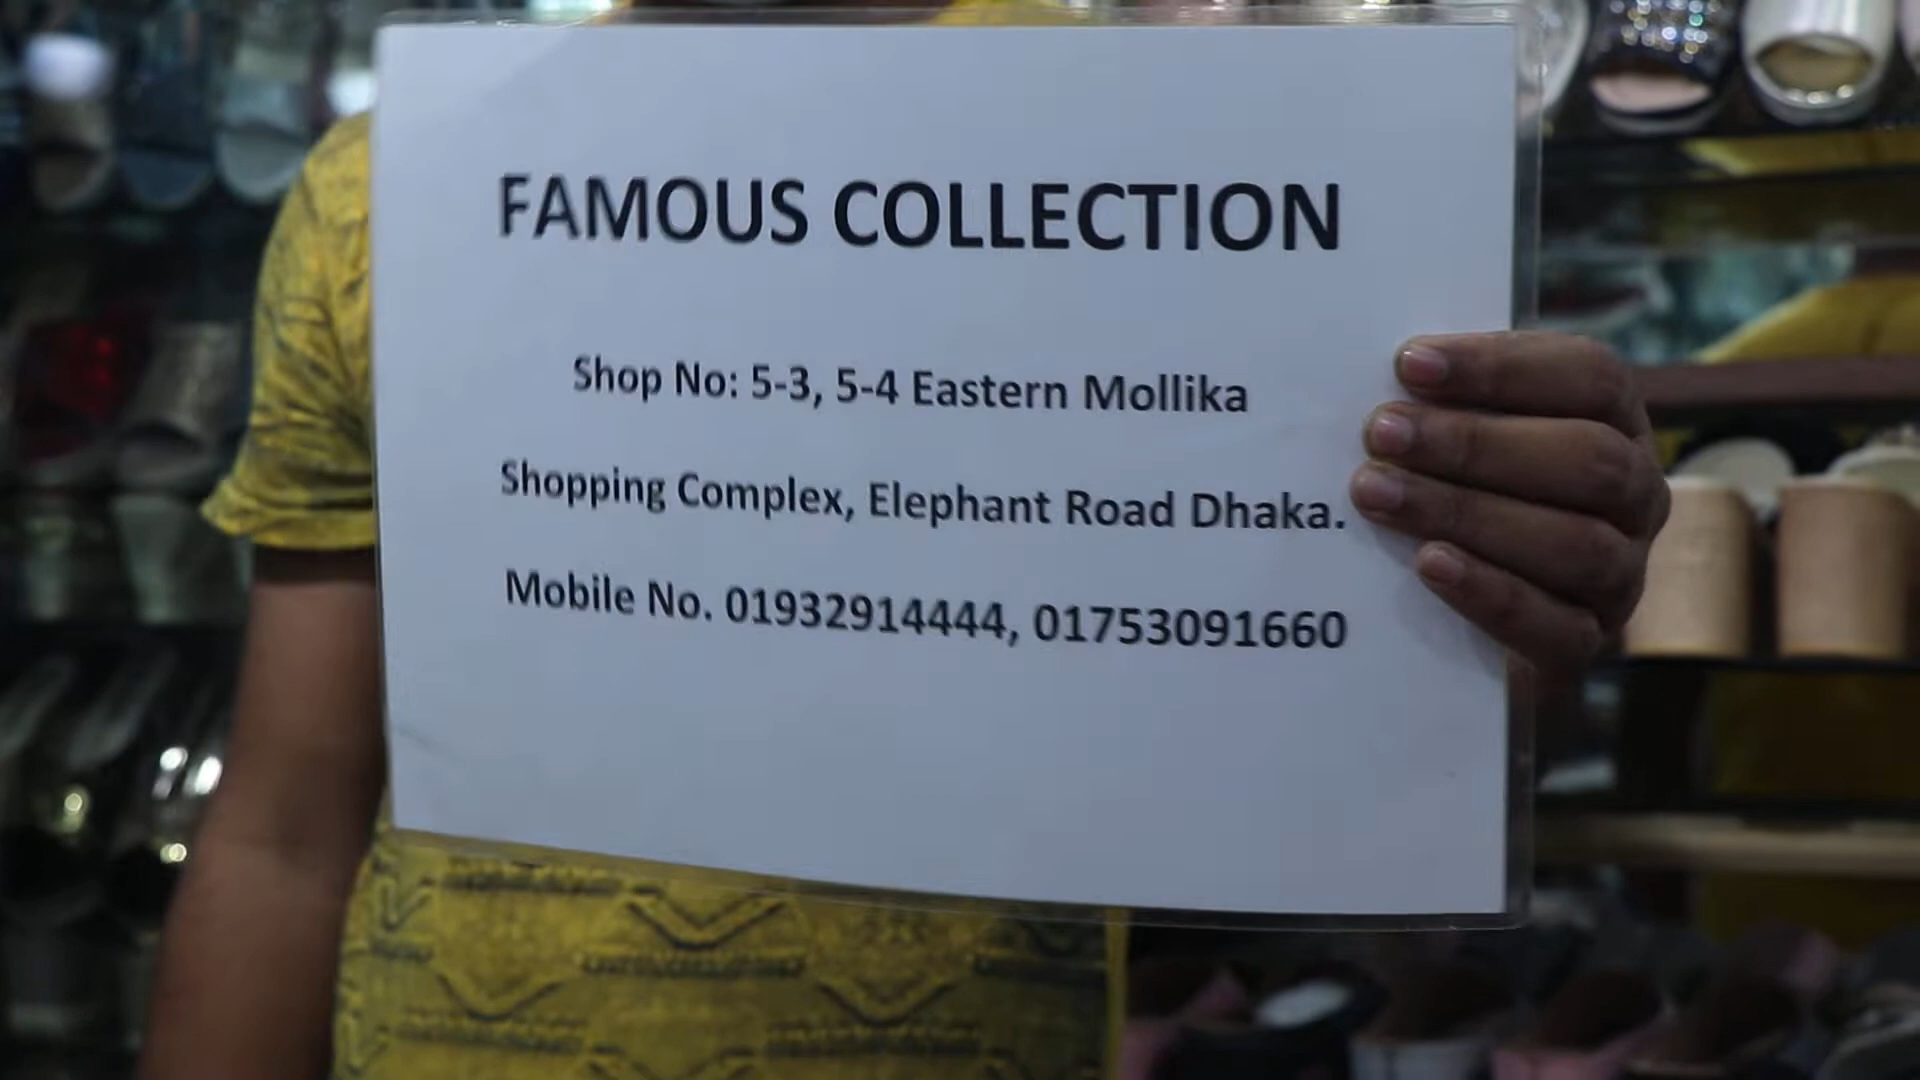 FAMOUS COLLECTION
Shop No: 5-3, 5-4 Eastern Mollika
Shopping Complex, Elephant Road Dhaka.
Mobile No. 01932914444, 01753091660